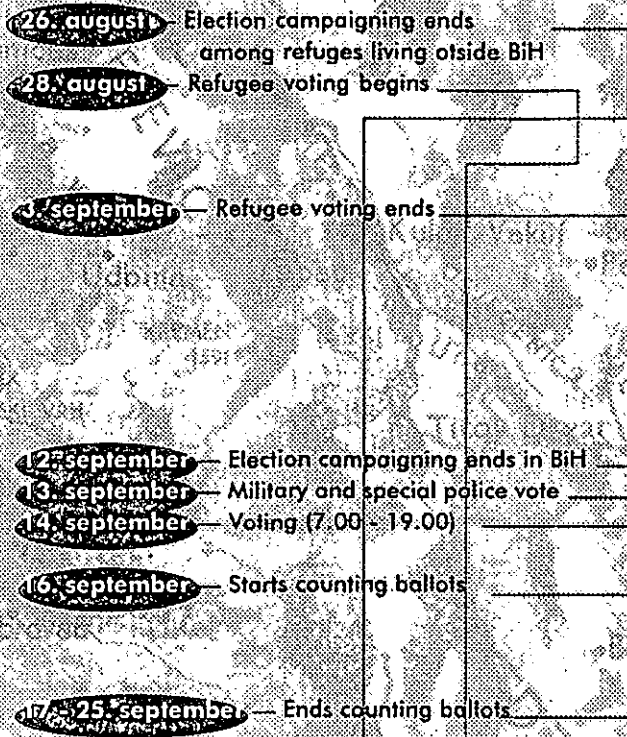 26. august Election campaigning ends
among refuges living otside BiH
28. august Refugee voting begins
3. september Refugee voting ends
Udbina
12. september Election campaigning ends in BiH
13. september Military and special police vote
14. september Voting (7.00 - 19.00)
16. september Starts counting ballots
17 - 25. september Ends counting ballots